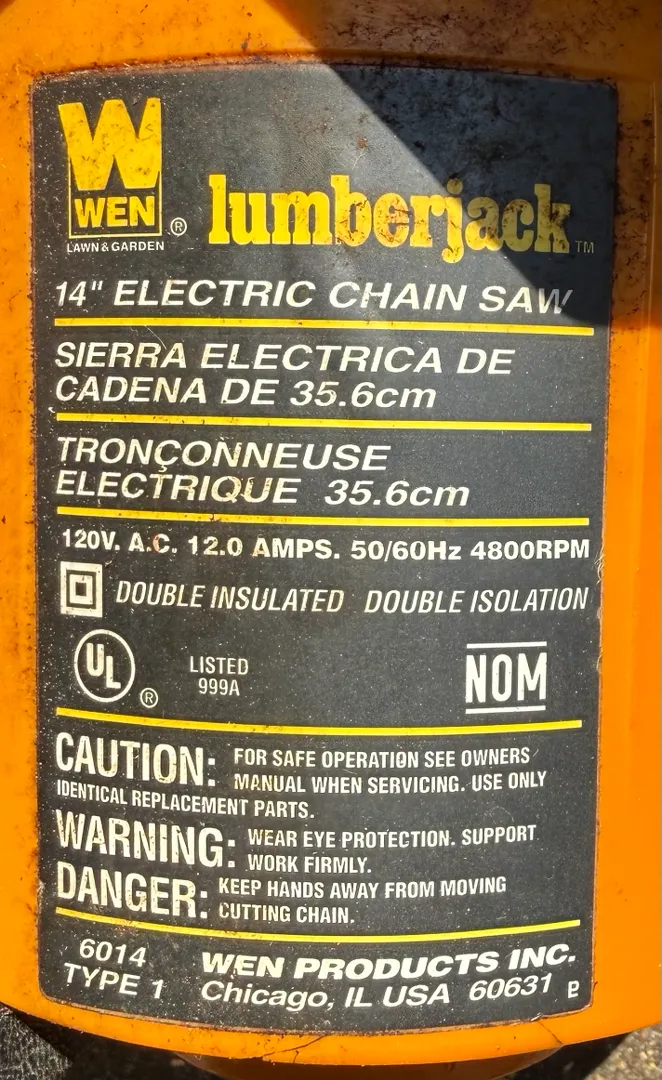 W
WEN
®
LAWN & GARDEN
lumberjack™
14" ELECTRIC CHAIN SAW
SIERRA ELECTRICA DE
CADENA DE 35.6cm
TRONÇONNEUSE
ELECTRIQUE 35.6cm
120V. A.C. 12.0 AMPS. 50/60Hz 4800RPM
DOUBLE INSULATED DOUBLE ISOLATION
UL ®
LISTED
999A
NOM
CAUTION: FOR SAFE OPERATION SEE OWNERS
MANUAL WHEN SERVICING. USE ONLY
IDENTICAL REPLACEMENT PARTS.
WARNING: WEAR EYE PROTECTION. SUPPORT
WORK FIRMLY.
DANGER: KEEP HANDS AWAY FROM MOVING
CUTTING CHAIN.
6014
TYPE 1
WEN PRODUCTS INC.
Chicago, IL USA 60631